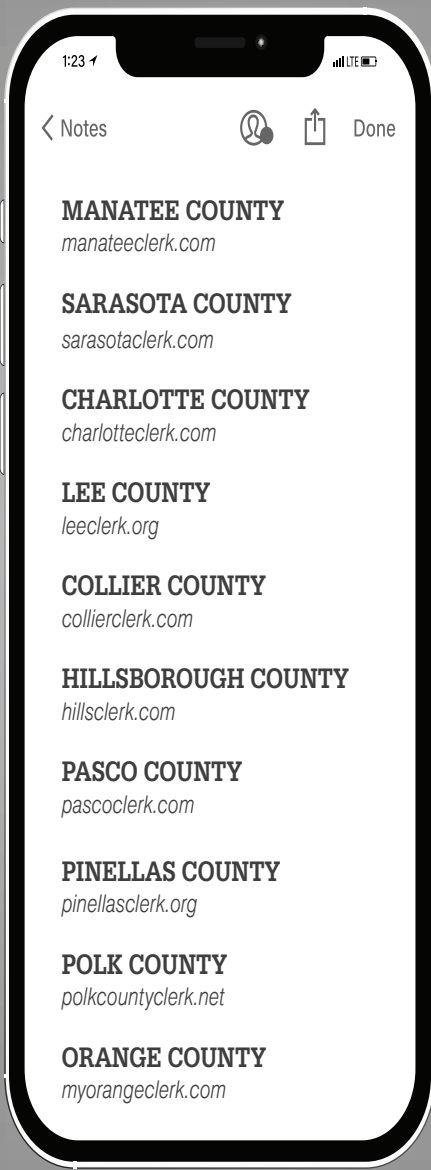 1:23
LTE
Notes
Done
MANATEE COUNTY
manateeclerk.com
SARASOTA COUNTY
sarasotaclerk.com
CHARLOTTE COUNTY
charlotteclerk.com
LEE COUNTY
leeclerk.org
COLLIER COUNTY
collierclerk.com
HILLSBOROUGH COUNTY
hillsclerk.com
PASCO COUNTY
pascoclerk.com
PINELLAS COUNTY
pinellasclerk.org
POLK COUNTY
polkcountyclerk.net
ORANGE COUNTY
myorangeclerk.com